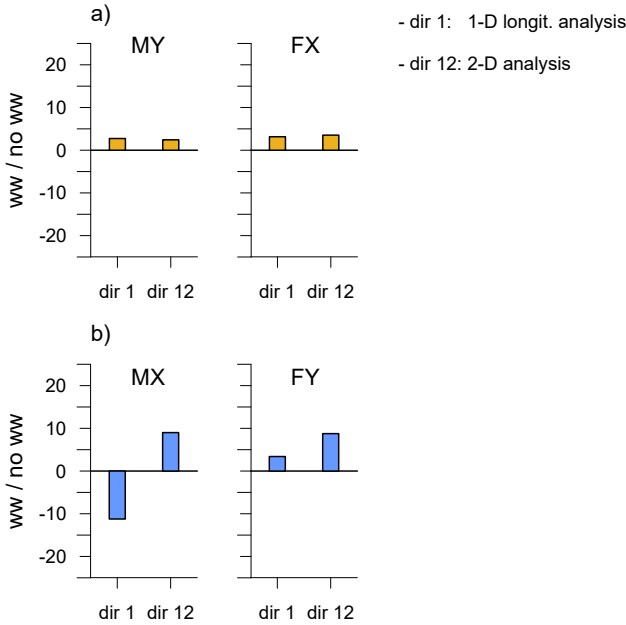 a)
- dir 1: 1-D longit. analysis
- dir 12: 2-D analysis
MY
FX
20
10
0
-10
-20
ww / no ww
dir 1 dir 12
dir 1 dir 12
b)
MX
FY
20
10
0
-10
-20
ww / no ww
dir 1 dir 12
dir 1 dir 12